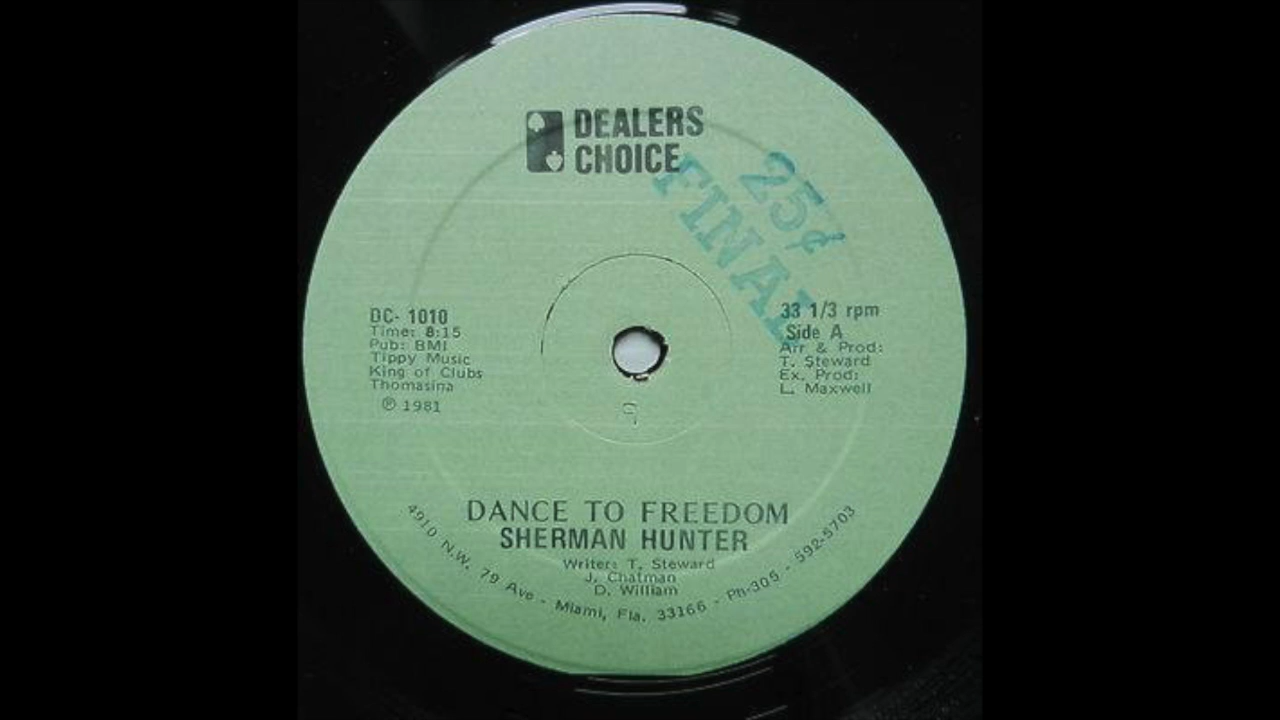 DEALERS
CHOICE
25¢
FINAL
DC- 1010
Time: 8:15
Pub: BMI
Tippy Music
King of Clubs
Thomasina
℗ 1981
33 1/3 rpm
Side A
Arr & Prod:
T. Steward
Ex. Prod:
L. Maxwell
DANCE TO FREEDOM
SHERMAN HUNTER
Writer: T. Steward
J. Chatman
D. William
4910 N.W. 79 Ave - Miami, Fla. 33166 - Ph-305 - 592-5703